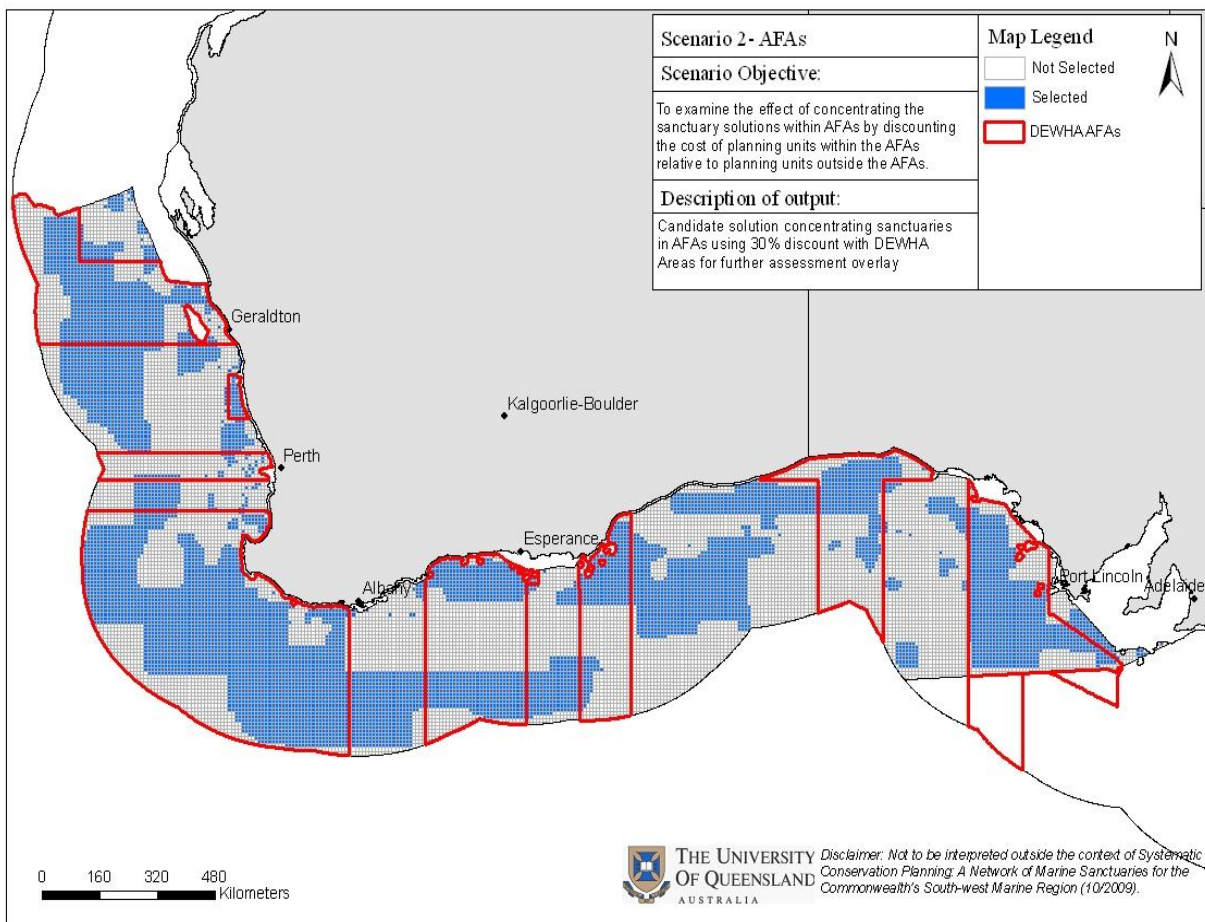 Scenario 2- AFAs
Scenario Objective:
To examine the effect of concentrating the
sanctuary solutions within AFAs by discounting
the cost of planning units within the AFAs
relative to planning units outside the AFAs.
Description of output:
Candidate solution concentrating sanctuaries
in AFAs using 30% discount with DEWHA
Areas for further assessment overlay
Map Legend
N
Not Selected
Selected
DEWHA AFAs
Geraldton
Kalgoorlie-Boulder
Perth
Esperance
Albany
Port Lincoln
Adelaide
0 160 320 480
Kilometers
THE UNIVERSITY
OF QUEENSLAND
AUSTRALIA
Disclaimer: Not to be interpreted outside the context of Systematic
Conservation Planning: A Network of Marine Sanctuaries for the
Commonwealth's South-west Marine Region (10/2009).